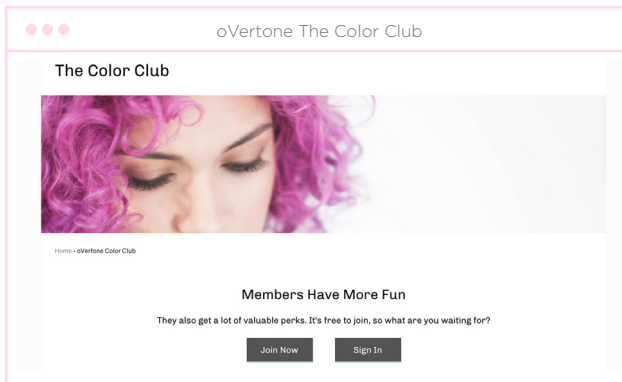 oVertone The Color Club
The Color Club
Home › oVertone Color Club
Members Have More Fun
They also get a lot of valuable perks. It's free to join, so what are you waiting for?
Join Now
Sign In